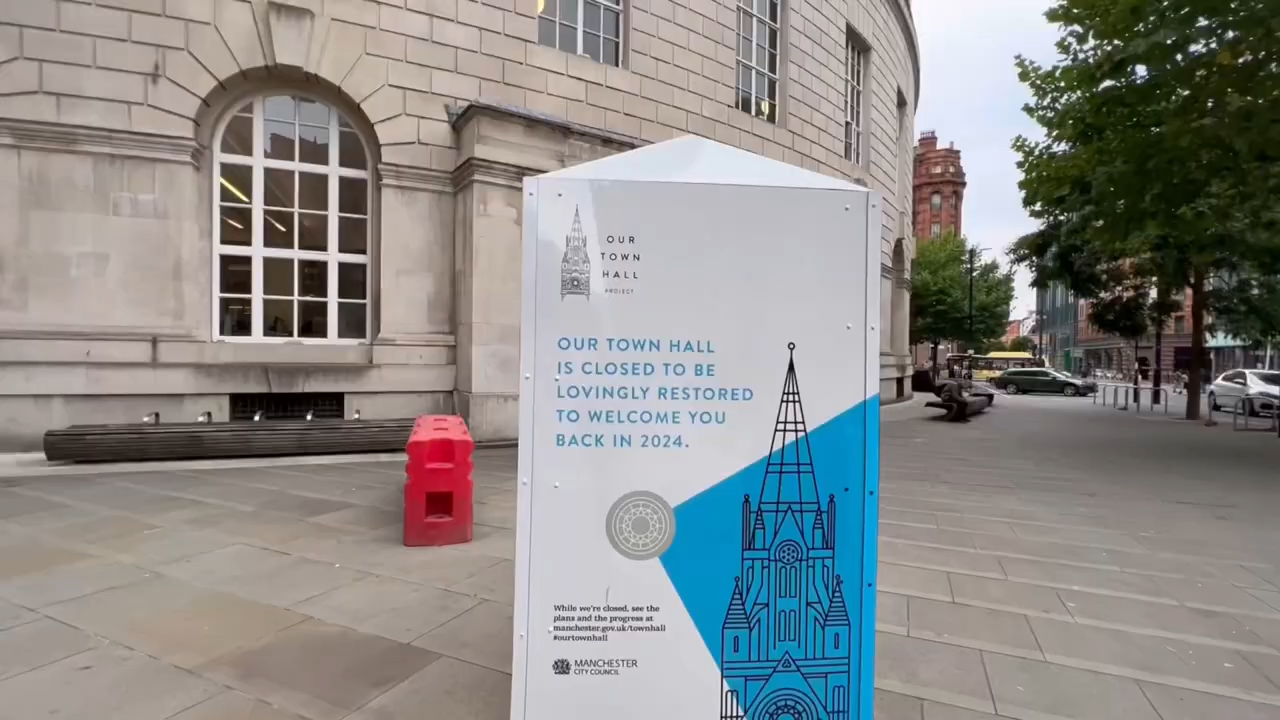 OUR
TOWN
HALL
PROJECT
OUR TOWN HALL
IS CLOSED TO BE
LOVINGLY RESTORED
TO WELCOME YOU
BACK IN 2024.
While we're closed, see the
plans and the progress at
manchester.gov.uk/townhall
#ourtownhall
MANCHESTER
CITY COUNCIL